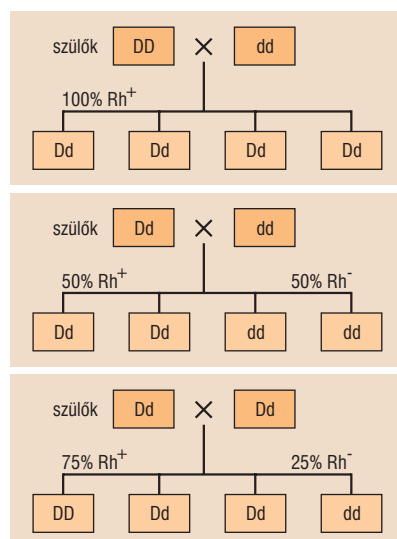 szülők DD × dd
100% Rh+
Dd Dd Dd Dd
szülők Dd × dd
50% Rh+ 50% Rh-
Dd Dd dd dd
szülők Dd × Dd
75% Rh+ 25% Rh-
DD Dd Dd dd